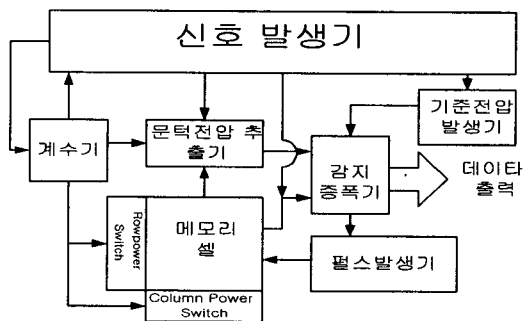 신호 발생기
기준전압
발생기
계수기
문턱전압 추
출기
감지
증폭기
데이타
출력
Rowpower
Switch
메모리
셀
펄스발생기
Column Power
Switch